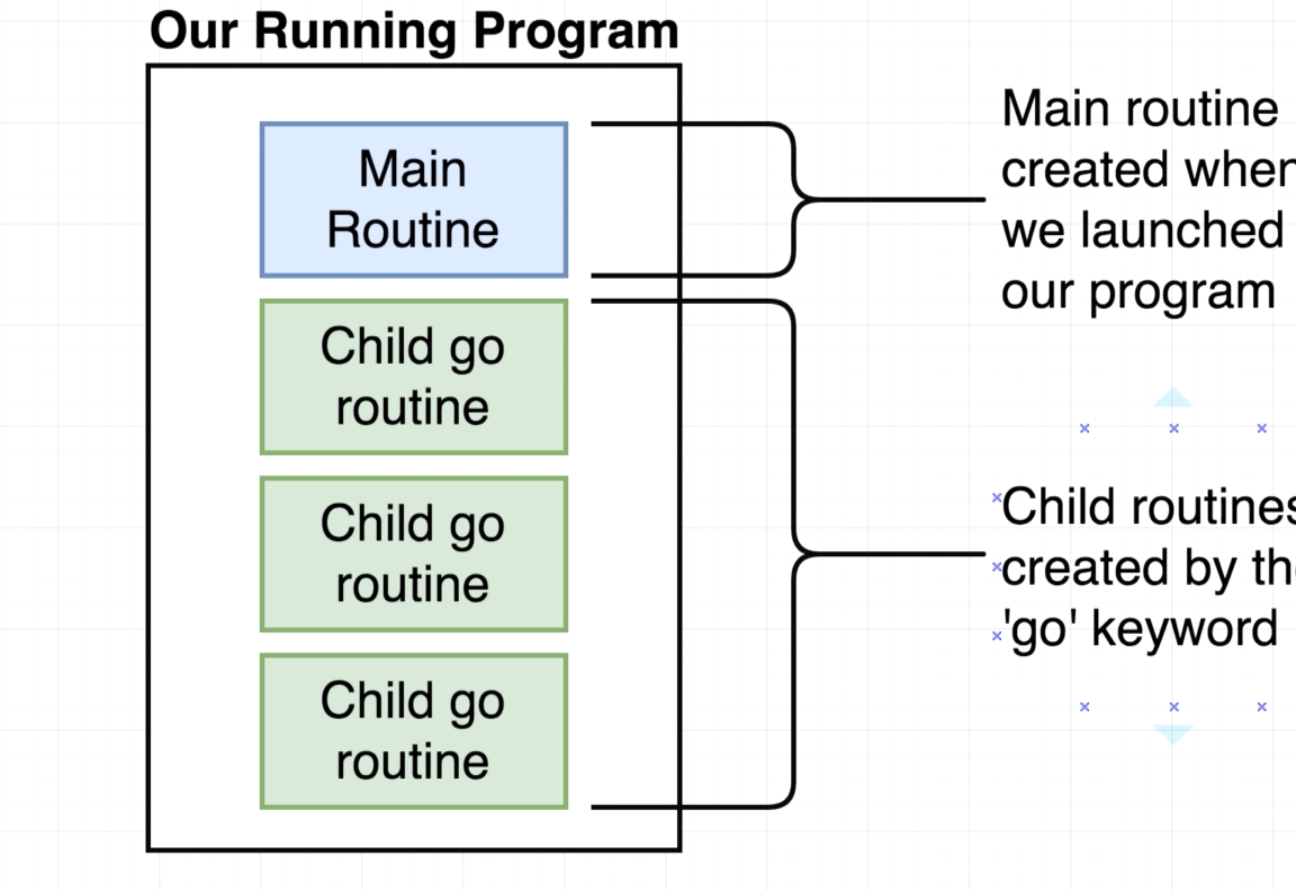 Our Running Program
Main
Routine
Child go
routine
Child go
routine
Child go
routine
Main routine
created when
we launched
our program
Child routines
created by the
'go' keyword